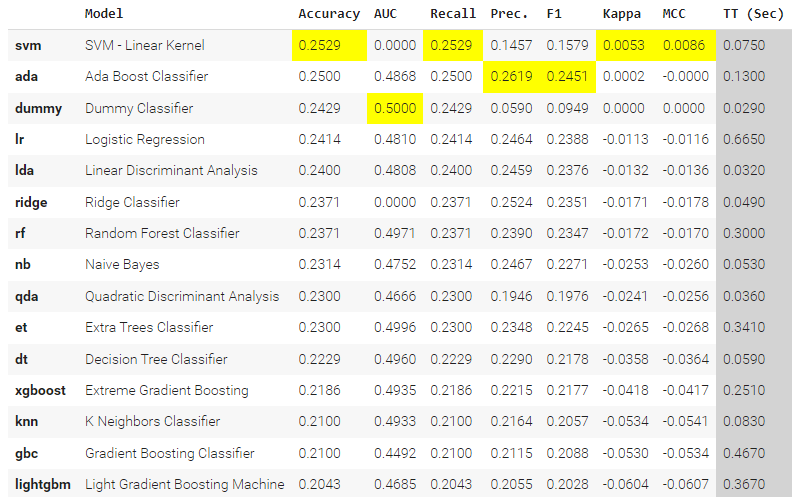 Model Accuracy AUC Recall Prec. F1 Kappa MCC TT (Sec)
svm SVM - Linear Kernel 0.2529 0.0000 0.2529 0.1457 0.1579 0.0053 0.0086 0.0750
ada Ada Boost Classifier 0.2500 0.4868 0.2500 0.2619 0.2451 0.0002 -0.0000 0.1300
dummy Dummy Classifier 0.2429 0.5000 0.2429 0.0590 0.0949 0.0000 0.0000 0.0290
lr Logistic Regression 0.2414 0.4810 0.2414 0.2464 0.2388 -0.0113 -0.0116 0.6650
lda Linear Discriminant Analysis 0.2400 0.4808 0.2400 0.2459 0.2376 -0.0132 -0.0136 0.0320
ridge Ridge Classifier 0.2371 0.0000 0.2371 0.2524 0.2351 -0.0171 -0.0178 0.0490
rf Random Forest Classifier 0.2371 0.4971 0.2371 0.2390 0.2347 -0.0172 -0.0170 0.3000
nb Naive Bayes 0.2314 0.4752 0.2314 0.2467 0.2271 -0.0253 -0.0260 0.0530
qda Quadratic Discriminant Analysis 0.2300 0.4666 0.2300 0.1946 0.1976 -0.0241 -0.0256 0.0360
et Extra Trees Classifier 0.2300 0.4996 0.2300 0.2348 0.2245 -0.0265 -0.0268 0.3410
dt Decision Tree Classifier 0.2229 0.4960 0.2229 0.2290 0.2178 -0.0358 -0.0364 0.0590
xgboost Extreme Gradient Boosting 0.2186 0.4935 0.2186 0.2215 0.2177 -0.0418 -0.0417 0.2510
knn K Neighbors Classifier 0.2100 0.4933 0.2100 0.2164 0.2057 -0.0534 -0.0541 0.0830
gbc Gradient Boosting Classifier 0.2100 0.4492 0.2100 0.2115 0.2088 -0.0530 -0.0534 0.4670
lightgbm Light Gradient Boosting Machine 0.2043 0.4685 0.2043 0.2055 0.2028 -0.0604 -0.0607 0.3670